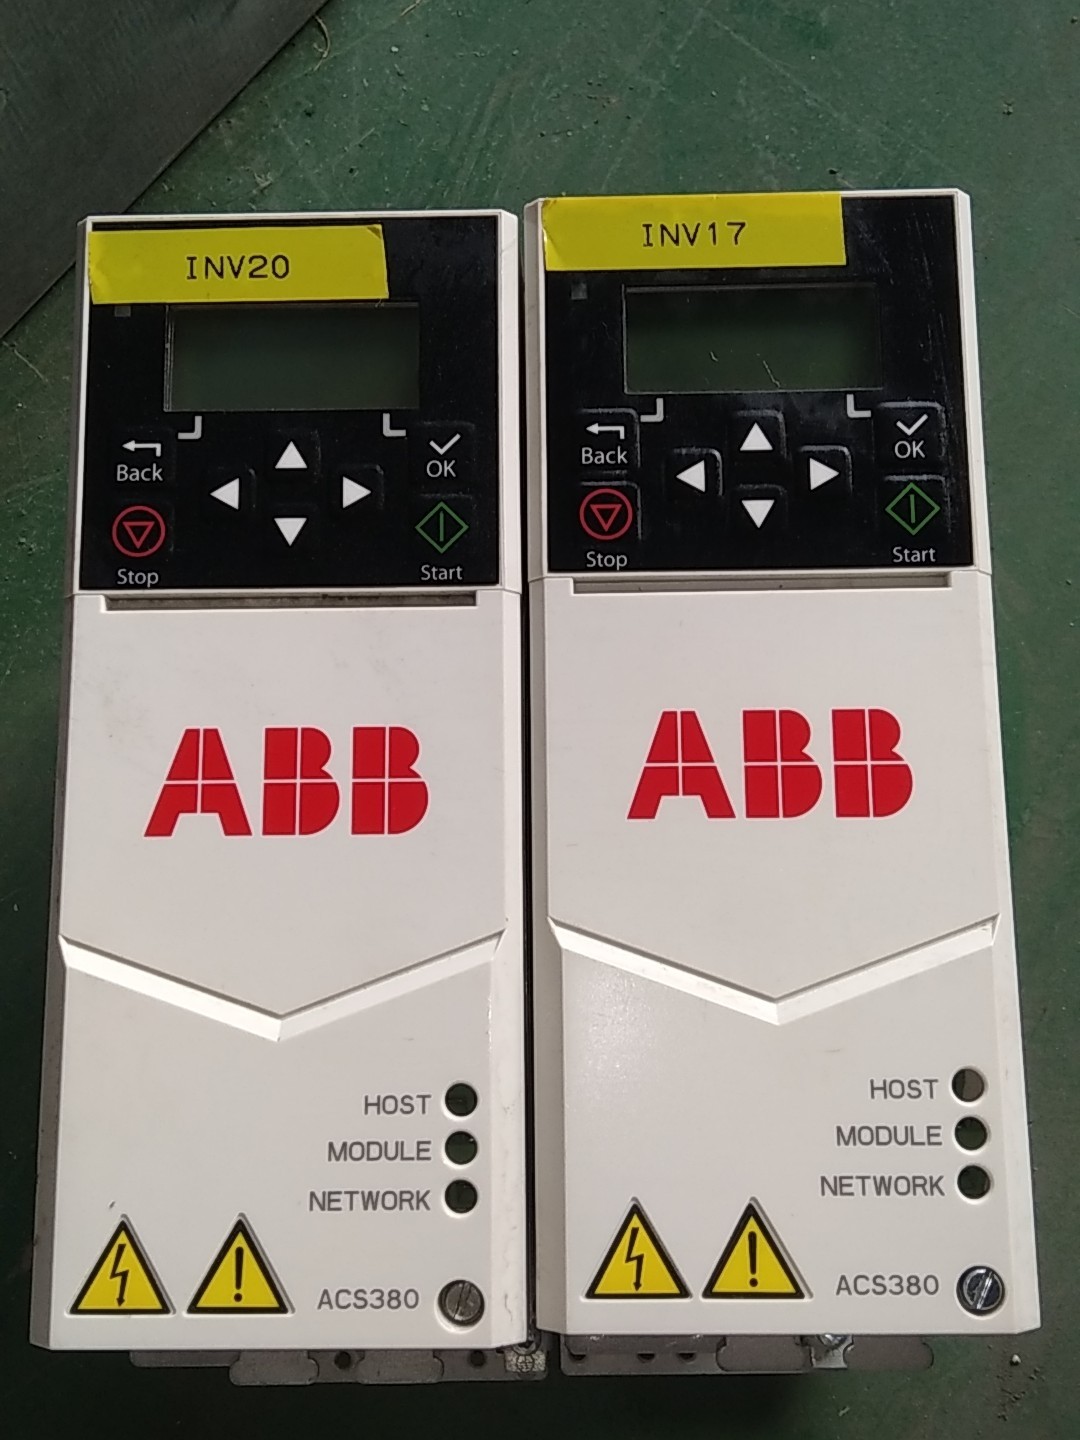 INV20
Back
OK
Stop
Start
ABB
HOST
MODULE
NETWORK
ACS380
INV17
Back
OK
Stop
Start
ABB
HOST
MODULE
NETWORK
ACS380